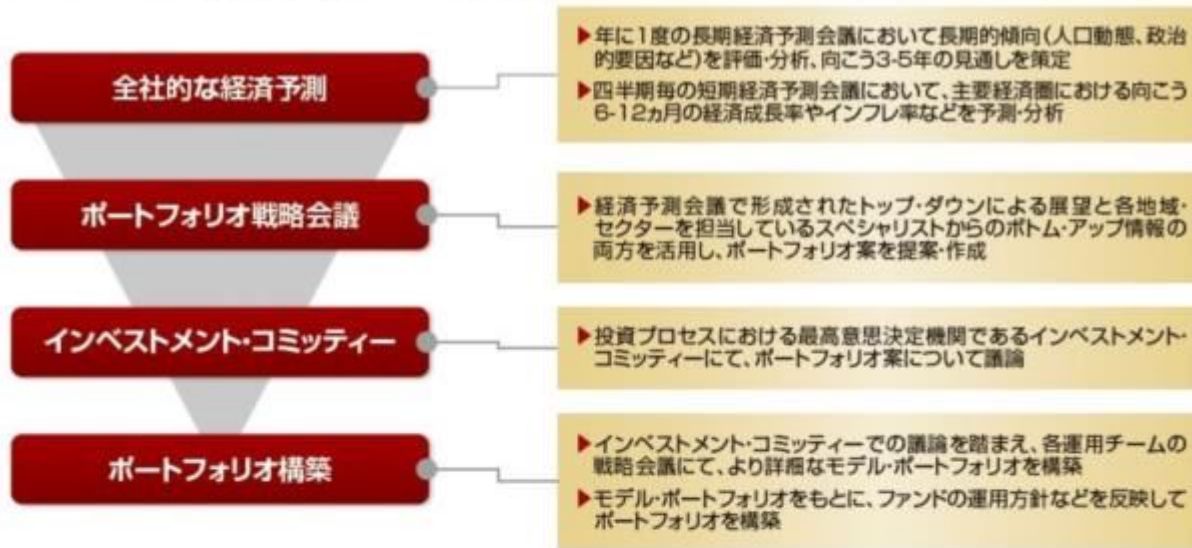 全社的な経済予測
▶年に1度の長期経済予測会議において長期的傾向(人口動態、政治
的要因など)を評価・分析、向こう3-5年の見通しを策定
▶四半期毎の短期経済予測会議において、主要経済圏における向こう
6-12ヵ月の経済成長率やインフレ率などを予測・分析
ポートフォリオ戦略会議
▶経済予測会議で形成されたトップ・ダウンによる展望と各地域・
セクターを担当しているスペシャリストからのボトム・アップ情報の
両方を活用し、ポートフォリオ案を提案・作成
インベストメント・コミッティー
▶投資プロセスにおける最高意思決定機関であるインベストメント・
コミッティーにて、ポートフォリオ案について議論
ポートフォリオ構築
▶インベストメント・コミッティーでの議論を踏まえ、各運用チームの
戦略会議にて、より詳細なモデル・ポートフォリオを構築
▶モデル・ポートフォリオをもとに、ファンドの運用方針などを反映して
ポートフォリオを構築